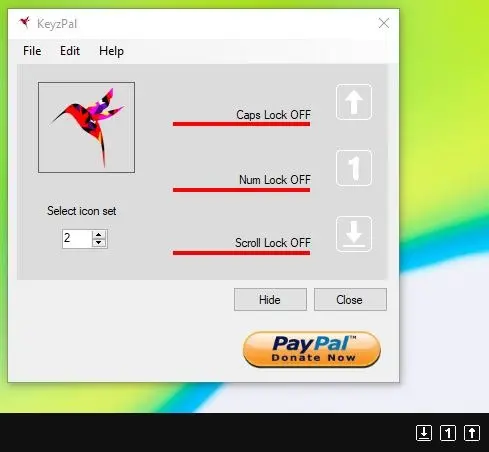 KeyzPal
File Edit Help
Caps Lock OFF
1
Num Lock OFF
Select icon set
2
Scroll Lock OFF
Hide Close
PayPal™
Donate Now
1